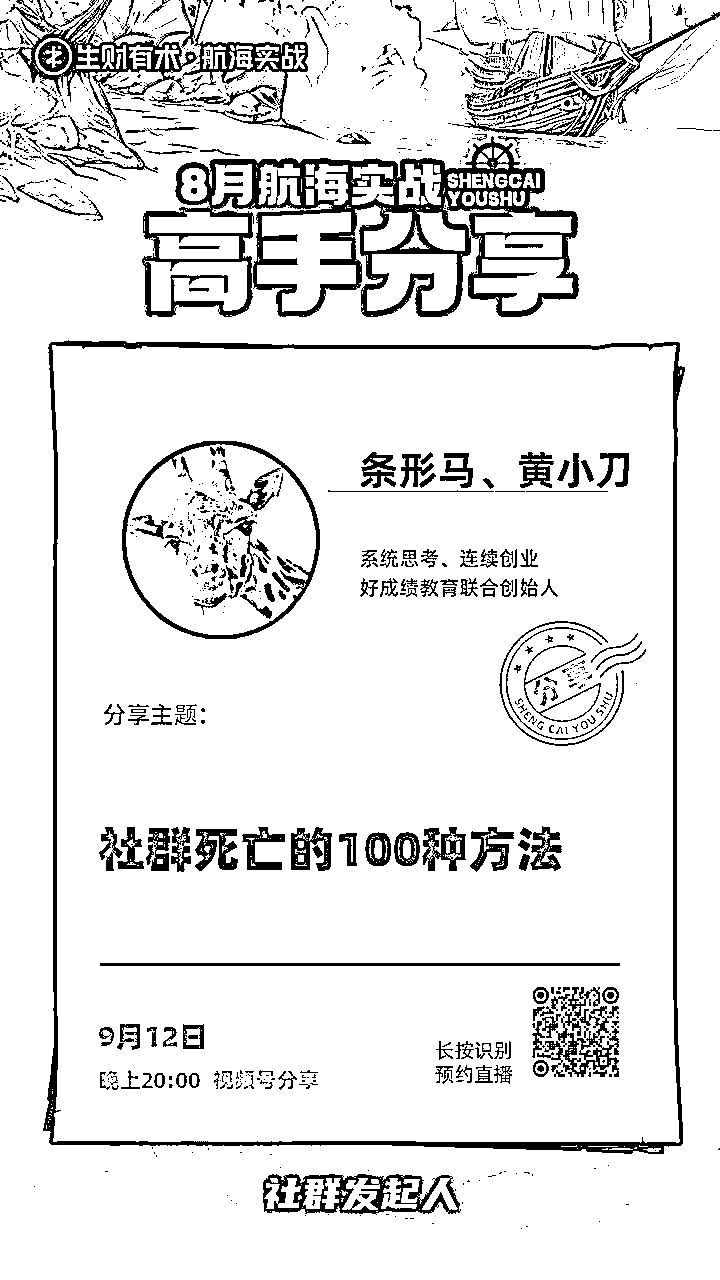 生财有术·航海实战
8月航海实战
SHENGCAI
YOUSHU
高手分享
条形马、黄小刀
系统思考、连续创业
好成绩教育联合创始人
分享
SHENG CAI YOU SHU
分享主题:
社群死亡的100种方法
9月12日
晚上20:00 视频号分享
长按识别
预约直播
社群发起人